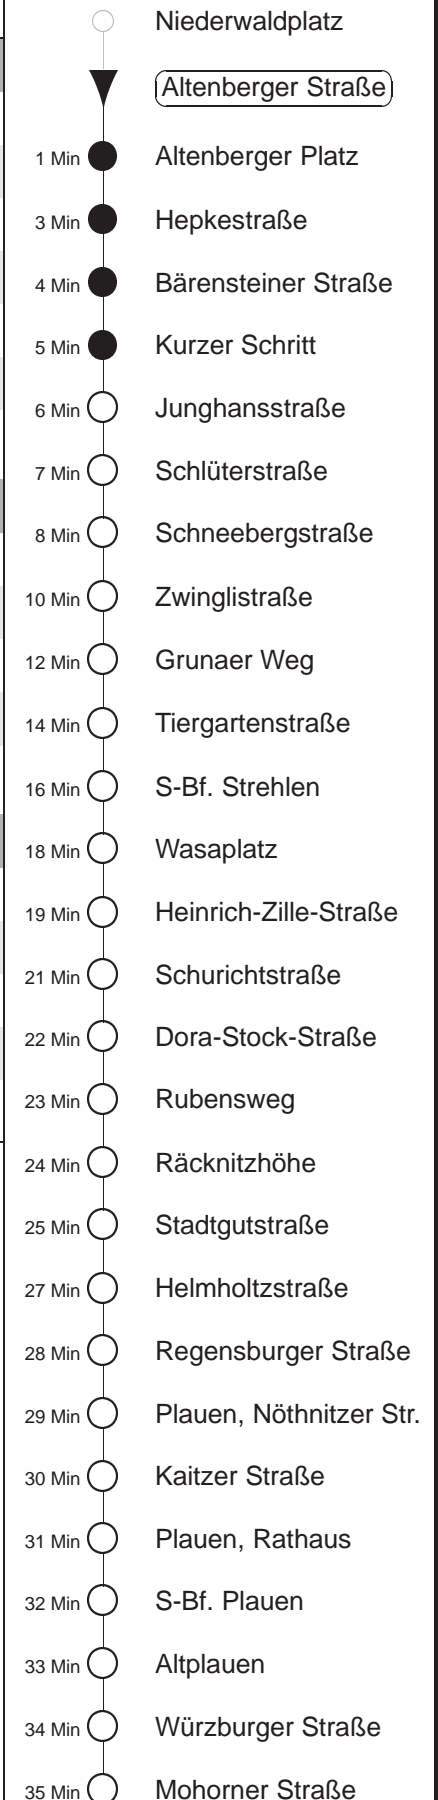 Niederwaldplatz
Altenberger Straße
1 Min Altenberger Platz
3 Min Hepkestraße
4 Min Bärensteiner Straße
5 Min Kurzer Schritt
6 Min Junghansstraße
7 Min Schlüterstraße
8 Min Schneebergstraße
10 Min Zwinglistraße
12 Min Grunaer Weg
14 Min Tiergartenstraße
16 Min S-Bf. Strehlen
18 Min Wasaplatz
19 Min Heinrich-Zille-Straße
21 Min Schurichtstraße
22 Min Dora-Stock-Straße
23 Min Rubensweg
24 Min Räcknitzhöhe
25 Min Stadtgutstraße
27 Min Helmholtzstraße
28 Min Regensburger Straße
29 Min Plauen, Nöthnitzer Str.
30 Min Kaitzer Straße
31 Min Plauen, Rathaus
32 Min S-Bf. Plauen
33 Min Altplauen
34 Min Würzburger Straße
35 Min Mohorner Straße